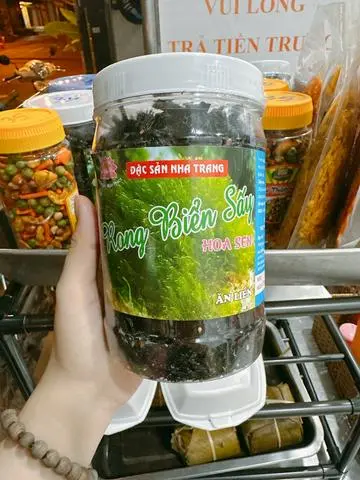 VUI LÒNG
TRẢ TIỀN TRƯ
ĐẶC SẢN NHA TRANG
Rong Biển Sấy
HOA SEN
ĂN LIỀN